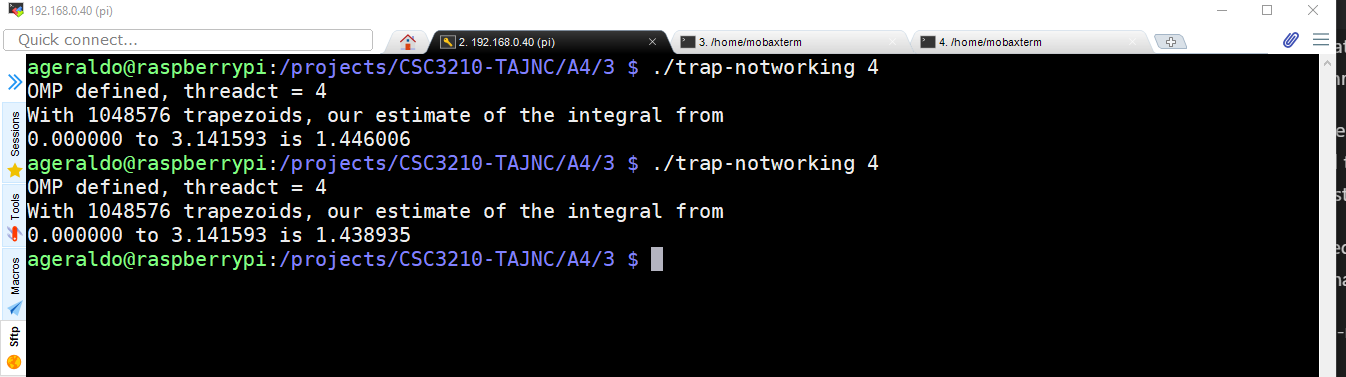 192.168.0.40 (pi)
Quick connect...
2. 192.168.0.40 (pi)
3. /home/mobaxterm
4. /home/mobaxterm
Sessions
Tools
Macros
Sftp
ageraldo@raspberrypi:/projects/CSC3210-TAJNC/A4/3 $ ./trap-notworking 4
OMP defined, threadct = 4
With 1048576 trapezoids, our estimate of the integral from
0.000000 to 3.141593 is 1.446006
ageraldo@raspberrypi:/projects/CSC3210-TAJNC/A4/3 $ ./trap-notworking 4
OMP defined, threadct = 4
With 1048576 trapezoids, our estimate of the integral from
0.000000 to 3.141593 is 1.438935
ageraldo@raspberrypi:/projects/CSC3210-TAJNC/A4/3 $